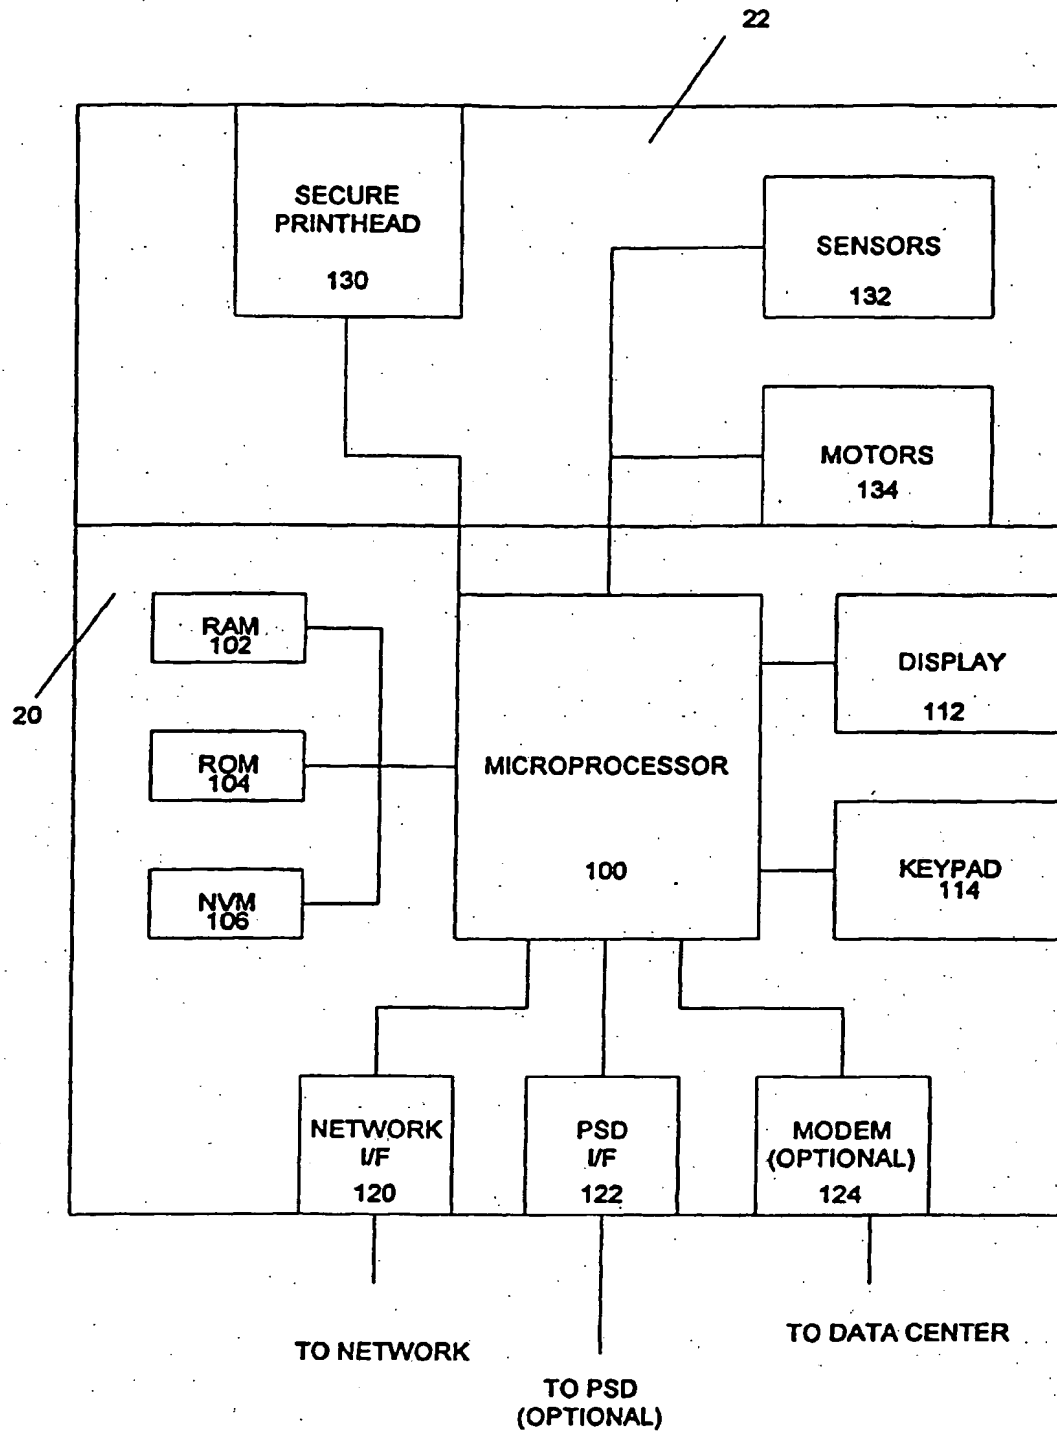 22
SECURE
PRINTHEAD
130
SENSORS
132
MOTORS
134
20
RAM
102
ROM
104
NVM
106
MICROPROCESSOR
100
DISPLAY
112
KEYPAD
114
NETWORK
I/F
120
PSD
I/F
122
MODEM
(OPTIONAL)
124
TO NETWORK
TO PSD
(OPTIONAL)
TO DATA CENTER